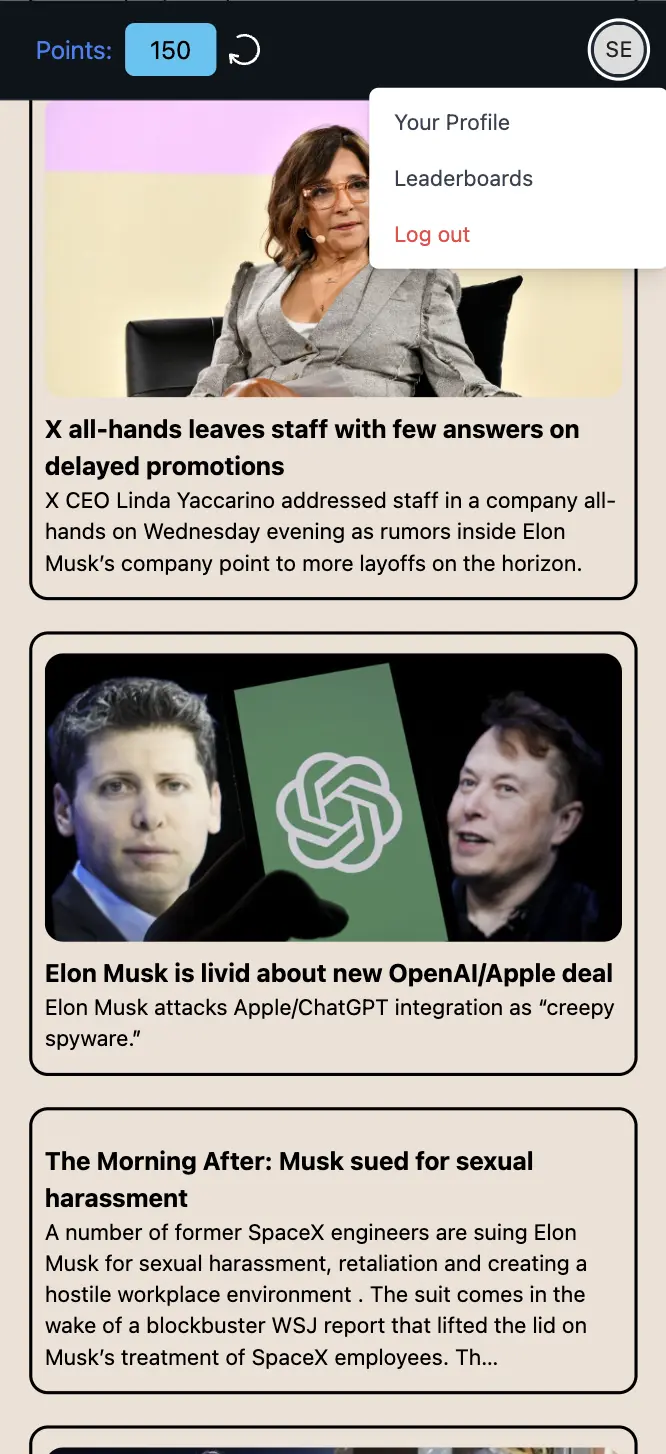 Points: 150
SE
Your Profile
Leaderboards
Log out
X all-hands leaves staff with few answers on
delayed promotions
X CEO Linda Yaccarino addressed staff in a company all-
hands on Wednesday evening as rumors inside Elon
Musk’s company point to more layoffs on the horizon.
Elon Musk is livid about new OpenAI/Apple deal
Elon Musk attacks Apple/ChatGPT integration as “creepy
spyware.”
The Morning After: Musk sued for sexual
harassment
A number of former SpaceX engineers are suing Elon
Musk for sexual harassment, retaliation and creating a
hostile workplace environment . The suit comes in the
wake of a blockbuster WSJ report that lifted the lid on
Musk’s treatment of SpaceX employees. Th...